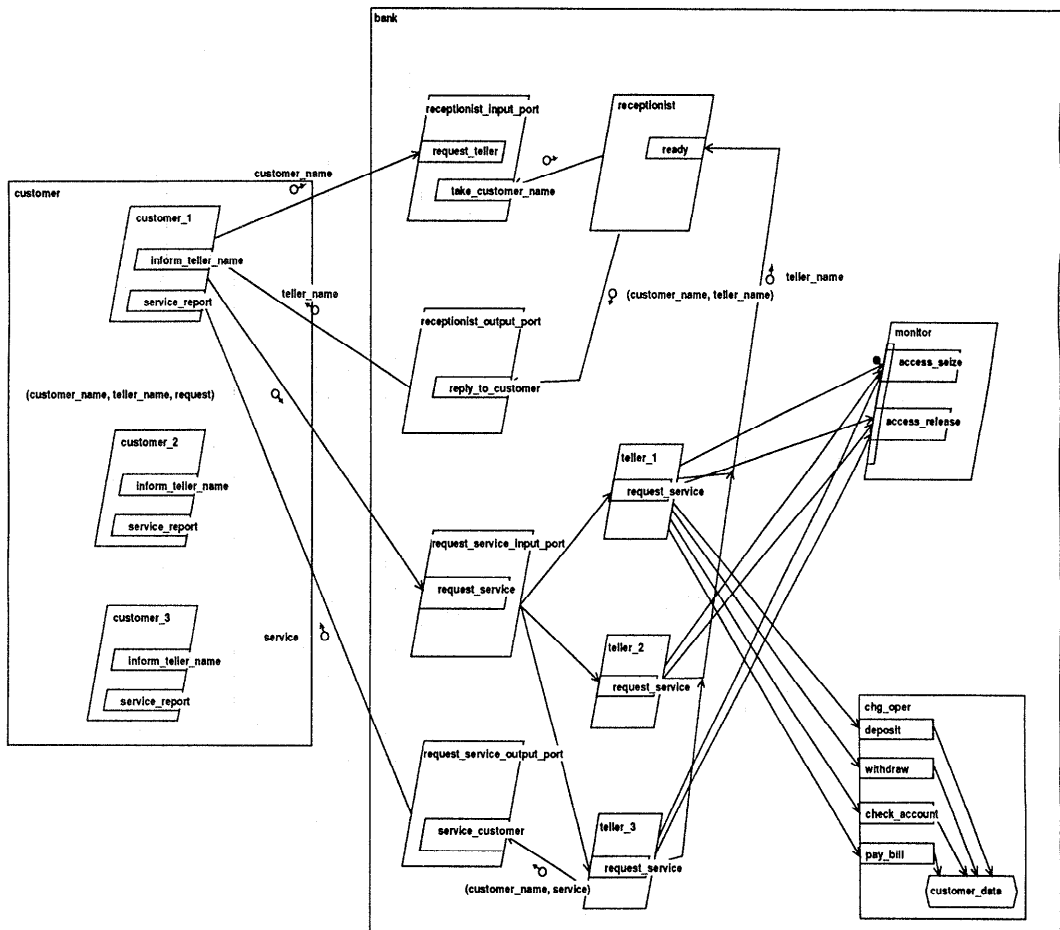 bank
receptionist_input_port
receptionist
request_teller
ready
customer_name
take_customer_name
customer
customer_1
inform_teller_name
teller_name
service_report
teller_name
(customer_name, teller_name)
receptionist_output_port
monitor
access_seize
reply_to_customer
(customer_name, teller_name, request)
access_release
customer_2
teller_1
inform_teller_name
request_service
service_report
request_service_input_port
request_service
customer_3
service
teller_2
inform_teller_name
request_service
service_report
chg_oper
deposit
request_service_output_port
withdraw
check_account
service_customer
teller_3
pay_bill
request_service
(customer_name, service)
customer_data